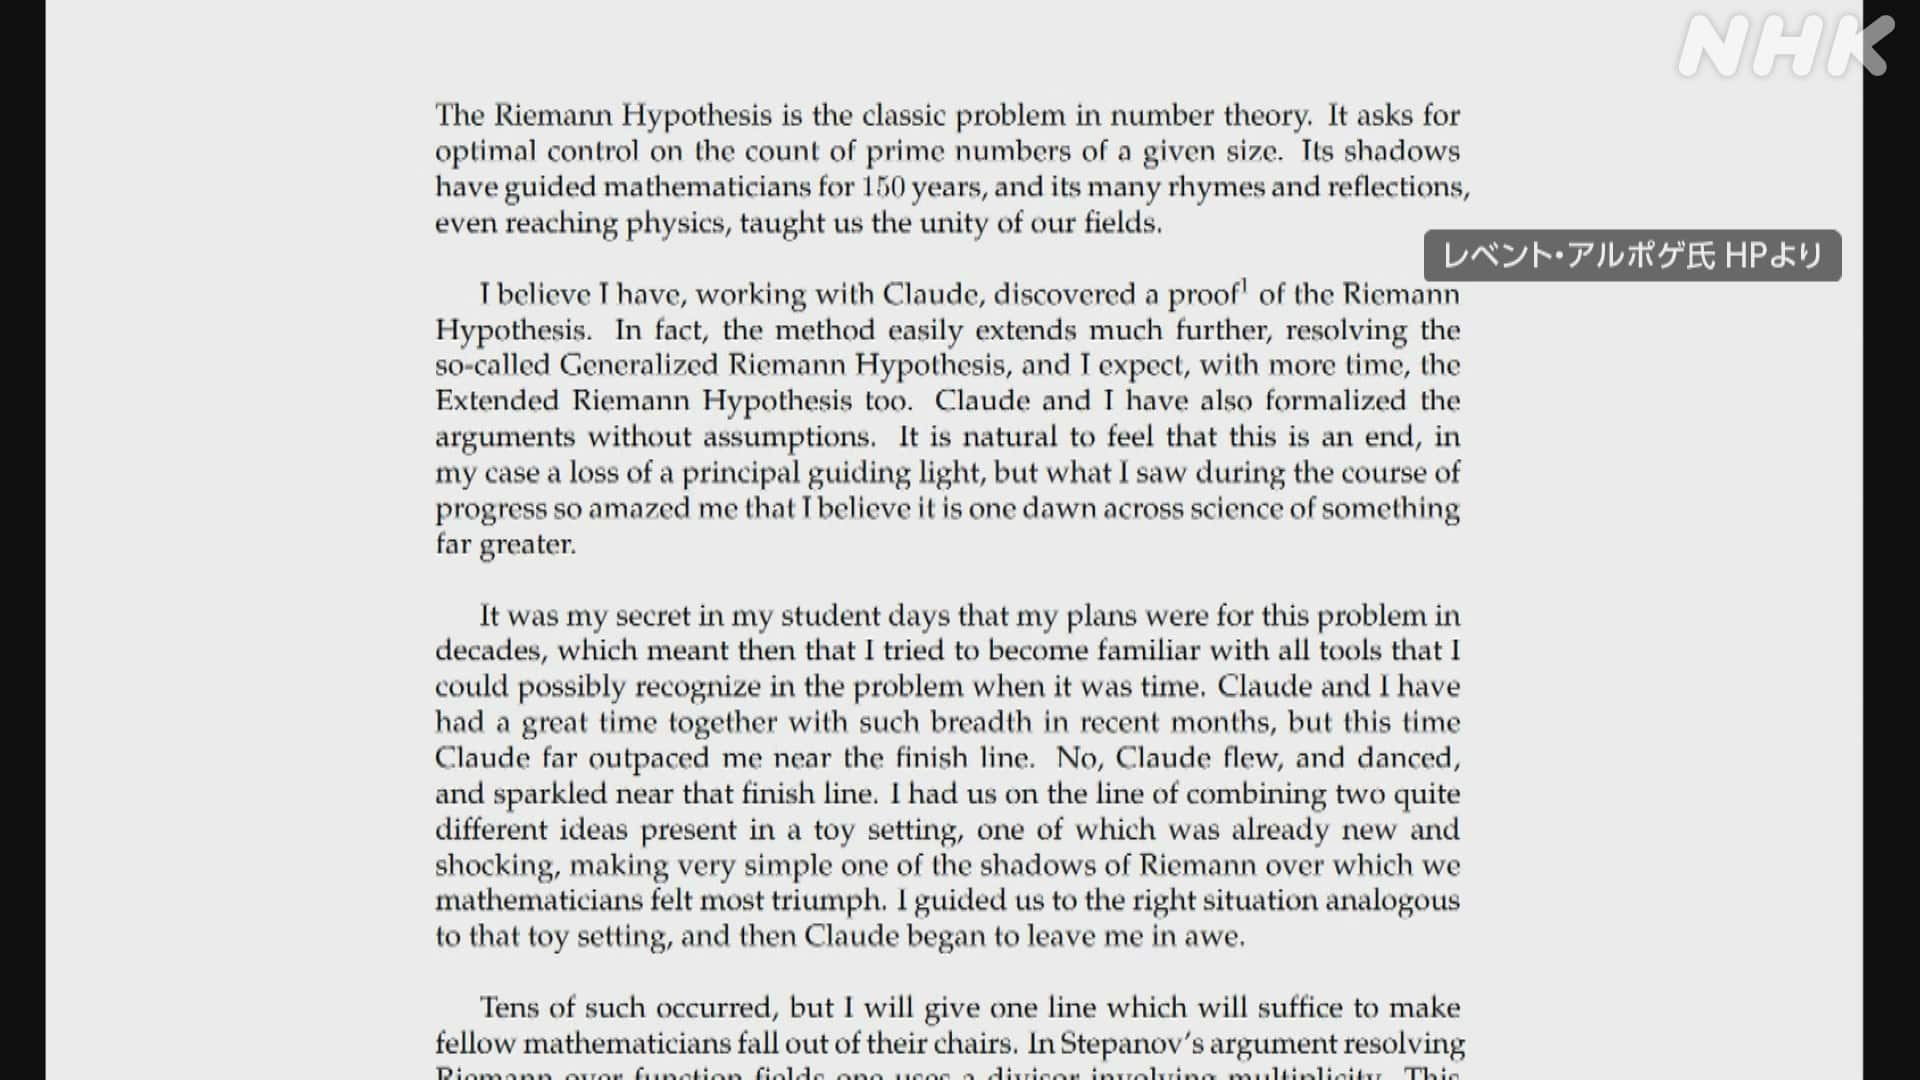 NHK
The Riemann Hypothesis is the classic problem in number theory. It asks for
optimal control on the count of prime numbers of a given size. Its shadows
have guided mathematicians for 150 years, and its many rhymes and reflections,
even reaching physics, taught us the unity of our fields.
レベント・アルポゲ氏 HPより
I believe I have, working with Claude, discovered a proof¹ of the Riemann
Hypothesis. In fact, the method easily extends much further, resolving the
so-called Generalized Riemann Hypothesis, and I expect, with more time, the
Extended Riemann Hypothesis too. Claude and I have also formalized the
arguments without assumptions. It is natural to feel that this is an end, in
my case a loss of a principal guiding light, but what I saw during the course of
progress so amazed me that I believe it is one dawn across science of something
far greater.
It was my secret in my student days that my plans were for this problem in
decades, which meant then that I tried to become familiar with all tools that I
could possibly recognize in the problem when it was time. Claude and I have
had a great time together with such breadth in recent months, but this time
Claude far outpaced me near the finish line. No, Claude flew, and danced,
and sparkled near that finish line. I had us on the line of combining two quite
different ideas present in a toy setting, one of which was already new and
shocking, making very simple one of the shadows of Riemann over which we
mathematicians felt most triumph. I guided us to the right situation analogous
to that toy setting, and then Claude began to leave me in awe.
Tens of such occurred, but I will give one line which will suffice to make
fellow mathematicians fall out of their chairs. In Stepanov's argument resolving
Riemann over function fields one uses a divisor involving multiplicity. This